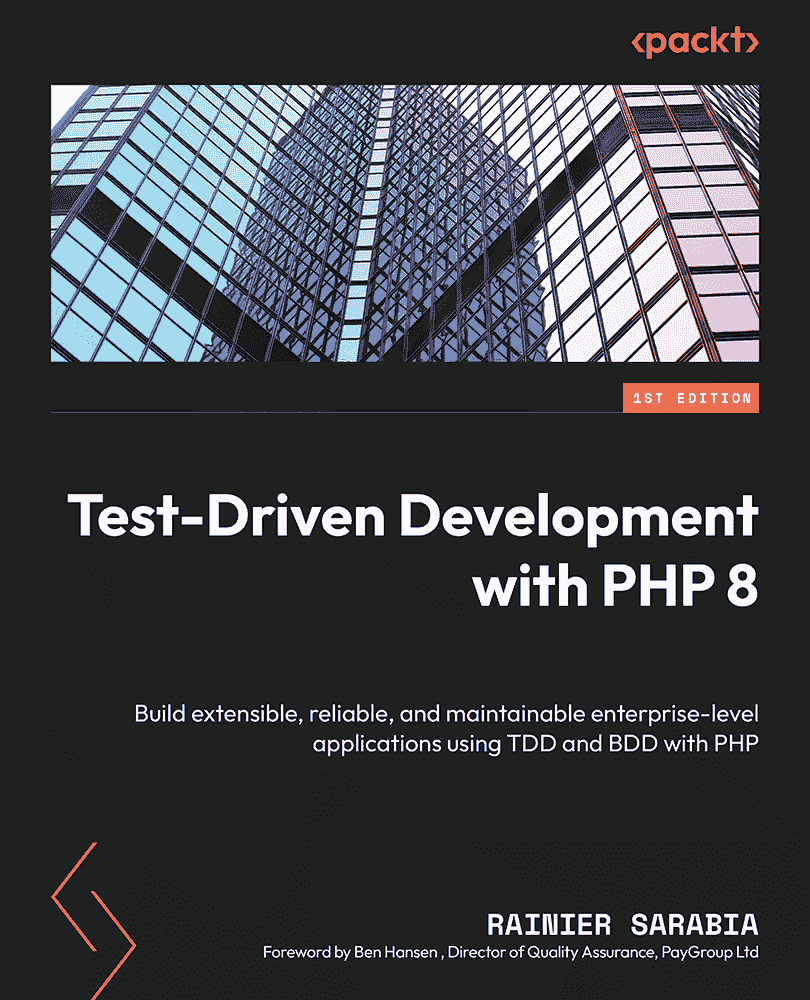 <packt>
1ST EDITION
Test-Driven Development
with PHP 8
Build extensible, reliable, and maintainable enterprise-level
applications using TDD and BDD with PHP
RAINIER SARABIA
Foreword by Ben Hansen , Director of Quality Assurance, PayGroup Ltd